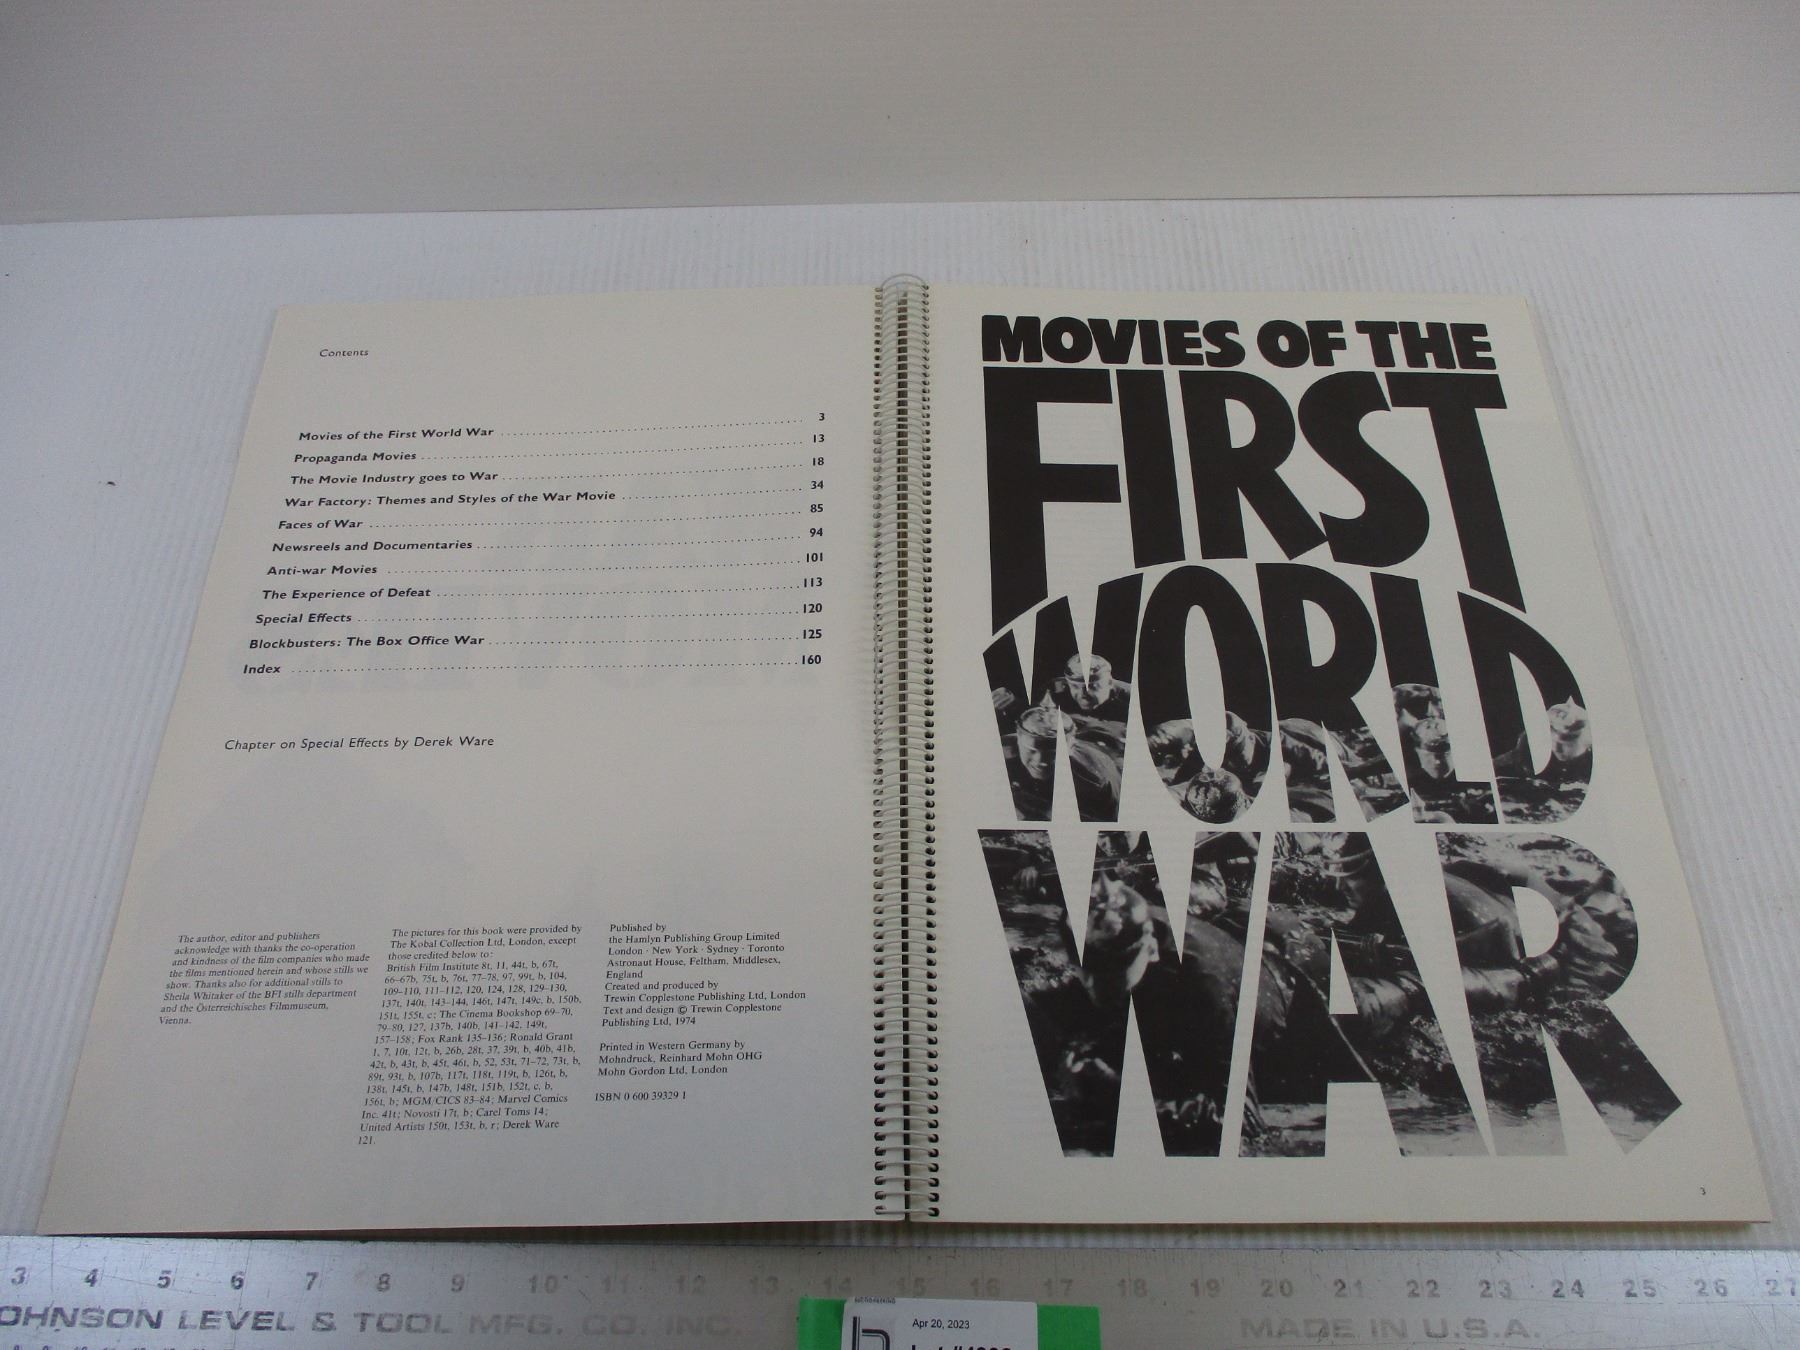 Contents
Movies of the First World War 3
Propaganda Movies 13
The Movie Industry goes to War 18
War Factory: Themes and Styles of the War Movie 34
Faces of War 85
Newsreels and Documentaries 94
Anti-war Movies 101
The Experience of Defeat 113
Special Effects 120
Blockbusters: The Box Office War 125
Index 160
Chapter on Special Effects by Derek Ware
The author, editor and publishers
acknowledge with thanks the co-operation
and kindness of the film companies who made
the films mentioned herein and whose stills we
show. Thanks also for additional stills to
Sheila Whitaker of the BFI stills department
and the Österreichisches Filmmuseum,
Vienna.
The pictures for this book were provided by
The Kobal Collection Ltd, London, except
those credited below to:
British Film Institute 8t, 11, 44t, b, 67t,
66–67b, 75t, b, 76t, 77–78, 97, 99t, b, 104,
109–110, 111–112, 120, 124, 128, 129–130,
137t, 140t, 143–144, 146t, 147t, 149c, b, 150b,
151t, 155t, c; The Cinema Bookshop 69–70,
79–80, 127, 137b, 140b, 141–142, 149t,
157–158; Fox Rank 135–136; Ronald Grant
1, 7, 10t, 12t, b, 26b, 28t, 37, 39t, b, 40b, 41b,
42t, b, 43t, b, 45t, 46t, b, 52, 53t, 71–72, 73t, b,
89t, 93t, b, 107b, 117t, 118t, 119t, b, 126t, b,
138t, 145t, b, 147b, 148t, 151b, 152t, c, b,
156t, b; MGM/CICS 83–84; Marvel Comics
Inc. 41t; Novosti 17t, b; Carel Toms 14;
United Artists 150t, 153t, b, r; Derek Ware
121.
Published by
the Hamlyn Publishing Group Limited
London · New York · Sydney · Toronto
Astronaut House, Feltham, Middlesex,
England
Created and produced by
Trewin Copplestone Publishing Ltd, London
Text and design © Trewin Copplestone
Publishing Ltd, 1974
Printed in Western Germany by
Mohndruck, Reinhard Mohn OHG
Mohn Gordon Ltd, London
ISBN 0 600 39329 1
MOVIES OF THE
FIRST
WORLD
WAR
3
3 4 5 6 7 8 9 10 11 12 13 14 15 16 17 18 19 20 21 22 23 24 25 26 27
OHNSON LEVEL & TOOL MFG. CO. INC.
MADE IN U.S.A.
Apr 20, 2023